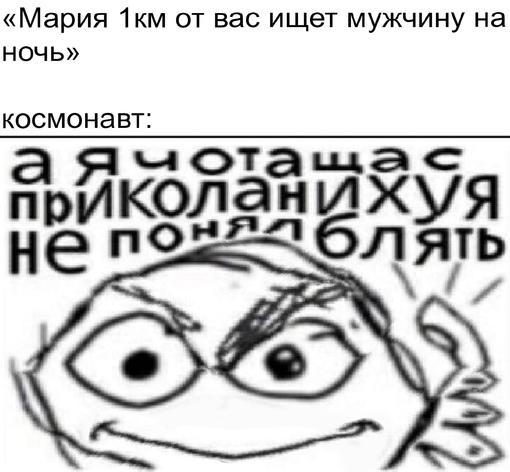 «Мария 1км от вас ищет мужчину на
ночь»
космонавт:
а я чота щас
приколанихуя
не понял блять